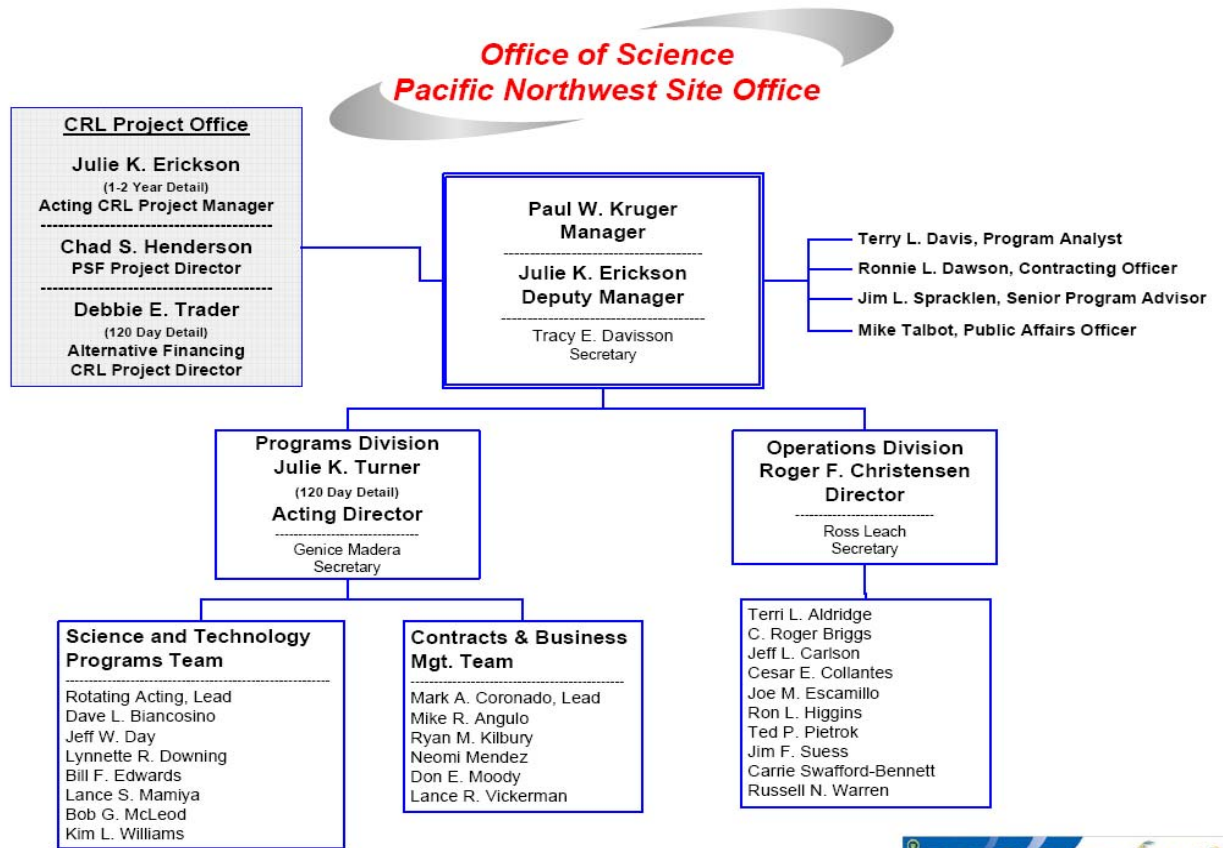 Office of Science
Pacific Northwest Site Office
CRL Project Office
Julie K. Erickson
(1-2 Year Detail)
Acting CRL Project Manager
Chad S. Henderson
PSF Project Director
Debbie E. Trader
(120 Day Detail)
Alternative Financing
CRL Project Director
Paul W. Kruger
Manager
Julie K. Erickson
Deputy Manager
Tracy E. Davisson
Secretary
Terry L. Davis, Program Analyst
Ronnie L. Dawson, Contracting Officer
Jim L. Spracklen, Senior Program Advisor
Mike Talbot, Public Affairs Officer
Programs Division
Julie K. Turner
(120 Day Detail)
Acting Director
Genice Madera
Secretary
Operations Division
Roger F. Christensen
Director
Ross Leach
Secretary
Science and Technology
Programs Team
Rotating Acting, Lead
Dave L. Biancosino
Jeff W. Day
Lynnette R. Downing
Bill F. Edwards
Lance S. Mamiya
Bob G. McLeod
Kim L. Williams
Contracts & Business
Mgt. Team
Mark A. Coronado, Lead
Mike R. Angulo
Ryan M. Kilbury
Neomi Mendez
Don E. Moody
Lance R. Vickerman
Terri L. Aldridge
C. Roger Briggs
Jeff L. Carlson
Cesar E. Collantes
Joe M. Escamillo
Ron L. Higgins
Ted P. Pietrok
Jim F. Suess
Carrie Swafford-Bennett
Russell N. Warren